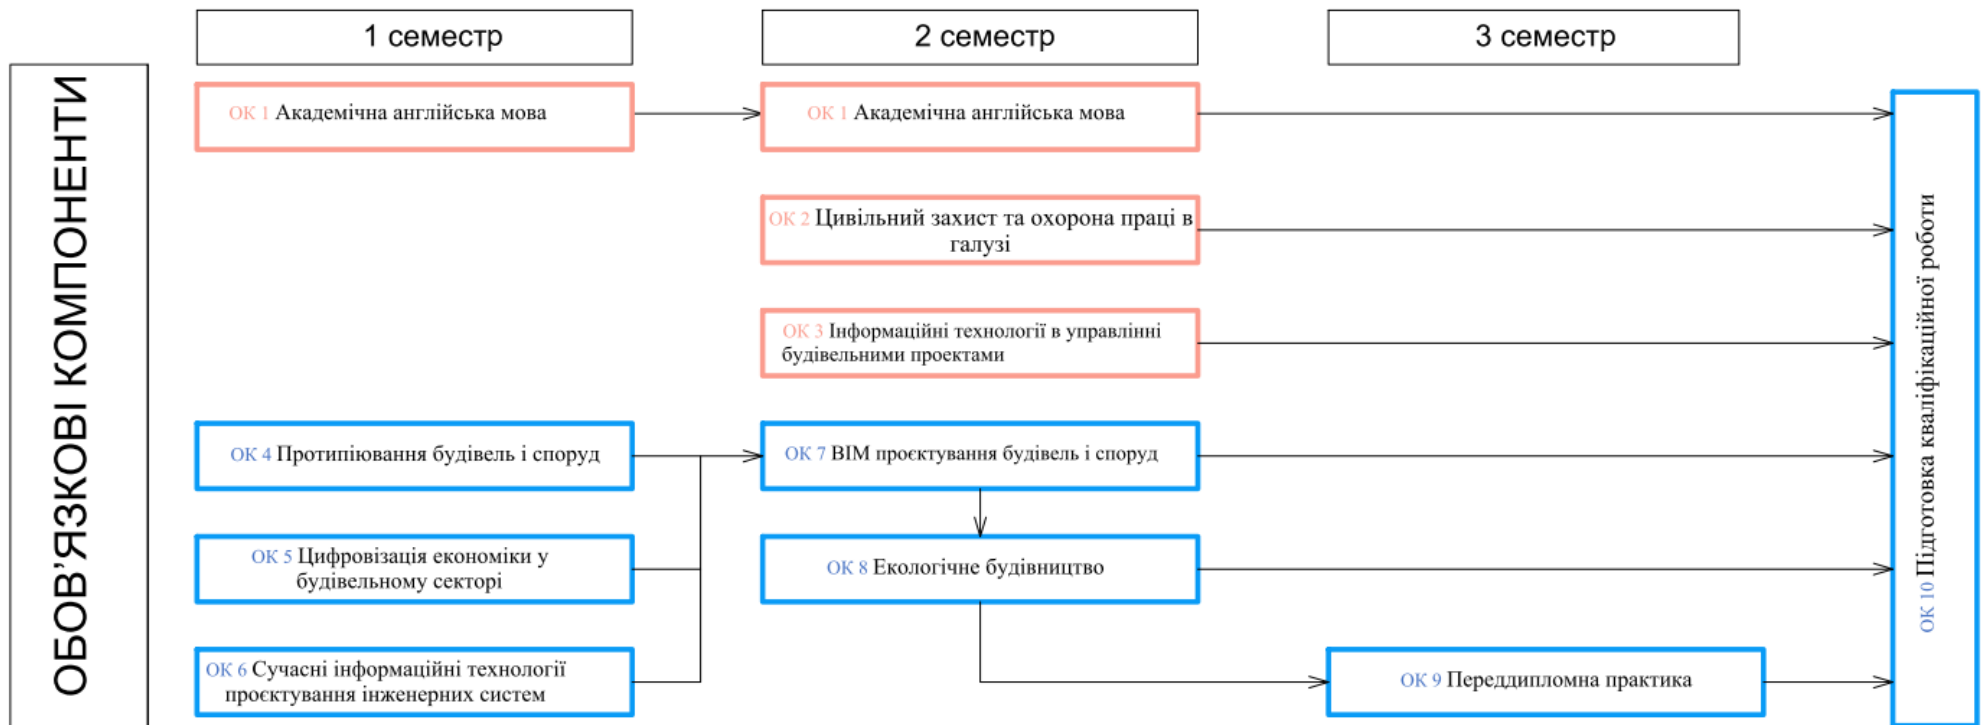 1 семестр
2 семестр
3 семестр
ОБОВ’ЯЗКОВІ КОМПОНЕНТИ
ОК 1 Академічна англійська мова
ОК 1 Академічна англійська мова
ОК 2 Цивільний захист та охорона праці в
галузі
ОК 3 Інформаційні технології в управлінні
будівельними проектами
ОК 4 Протипіювання будівель і споруд
ОК 7 ВІМ проєктування будівель і споруд
ОК 5 Цифровізація економіки у
будівельному секторі
ОК 8 Екологічне будівництво
ОК 6 Сучасні інформаційні технології
проєктування інженерних систем
ОК 9 Переддипломна практика
ОК 10 Підготовка кваліфікаційної роботи